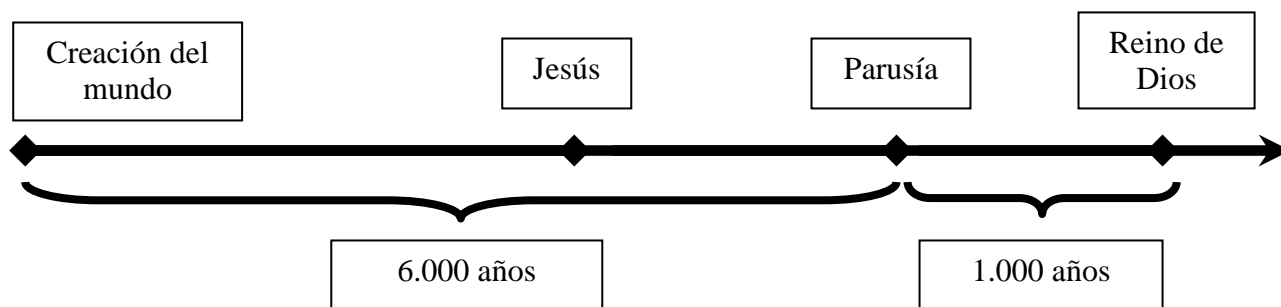 Creación del
mundo
Jesús
Parusía
Reino de
Dios
6.000 años
1.000 años